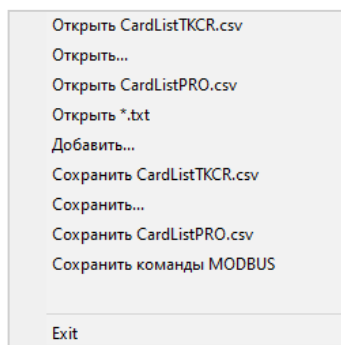 Открыть CardListTKCR.csv
Открыть...
Открыть CardListPRO.csv
Открыть *.txt
Добавить...
Сохранить CardListTKCR.csv
Сохранить...
Сохранить CardListPRO.csv
Сохранить команды MODBUS
Exit